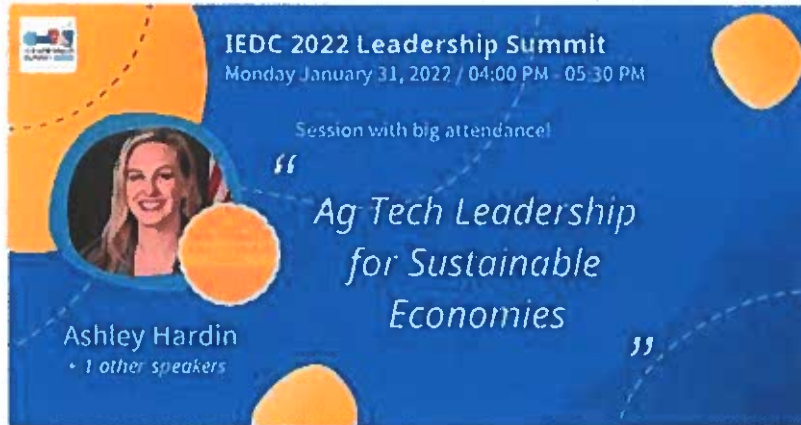 IEDC 2022 Leadership Summit
Monday January 31, 2022 / 04:00 PM - 05:30 PM
Session with big attendance!
“
Ag Tech Leadership
for Sustainable
Economies
”
Ashley Hardin
+ 1 other speakers